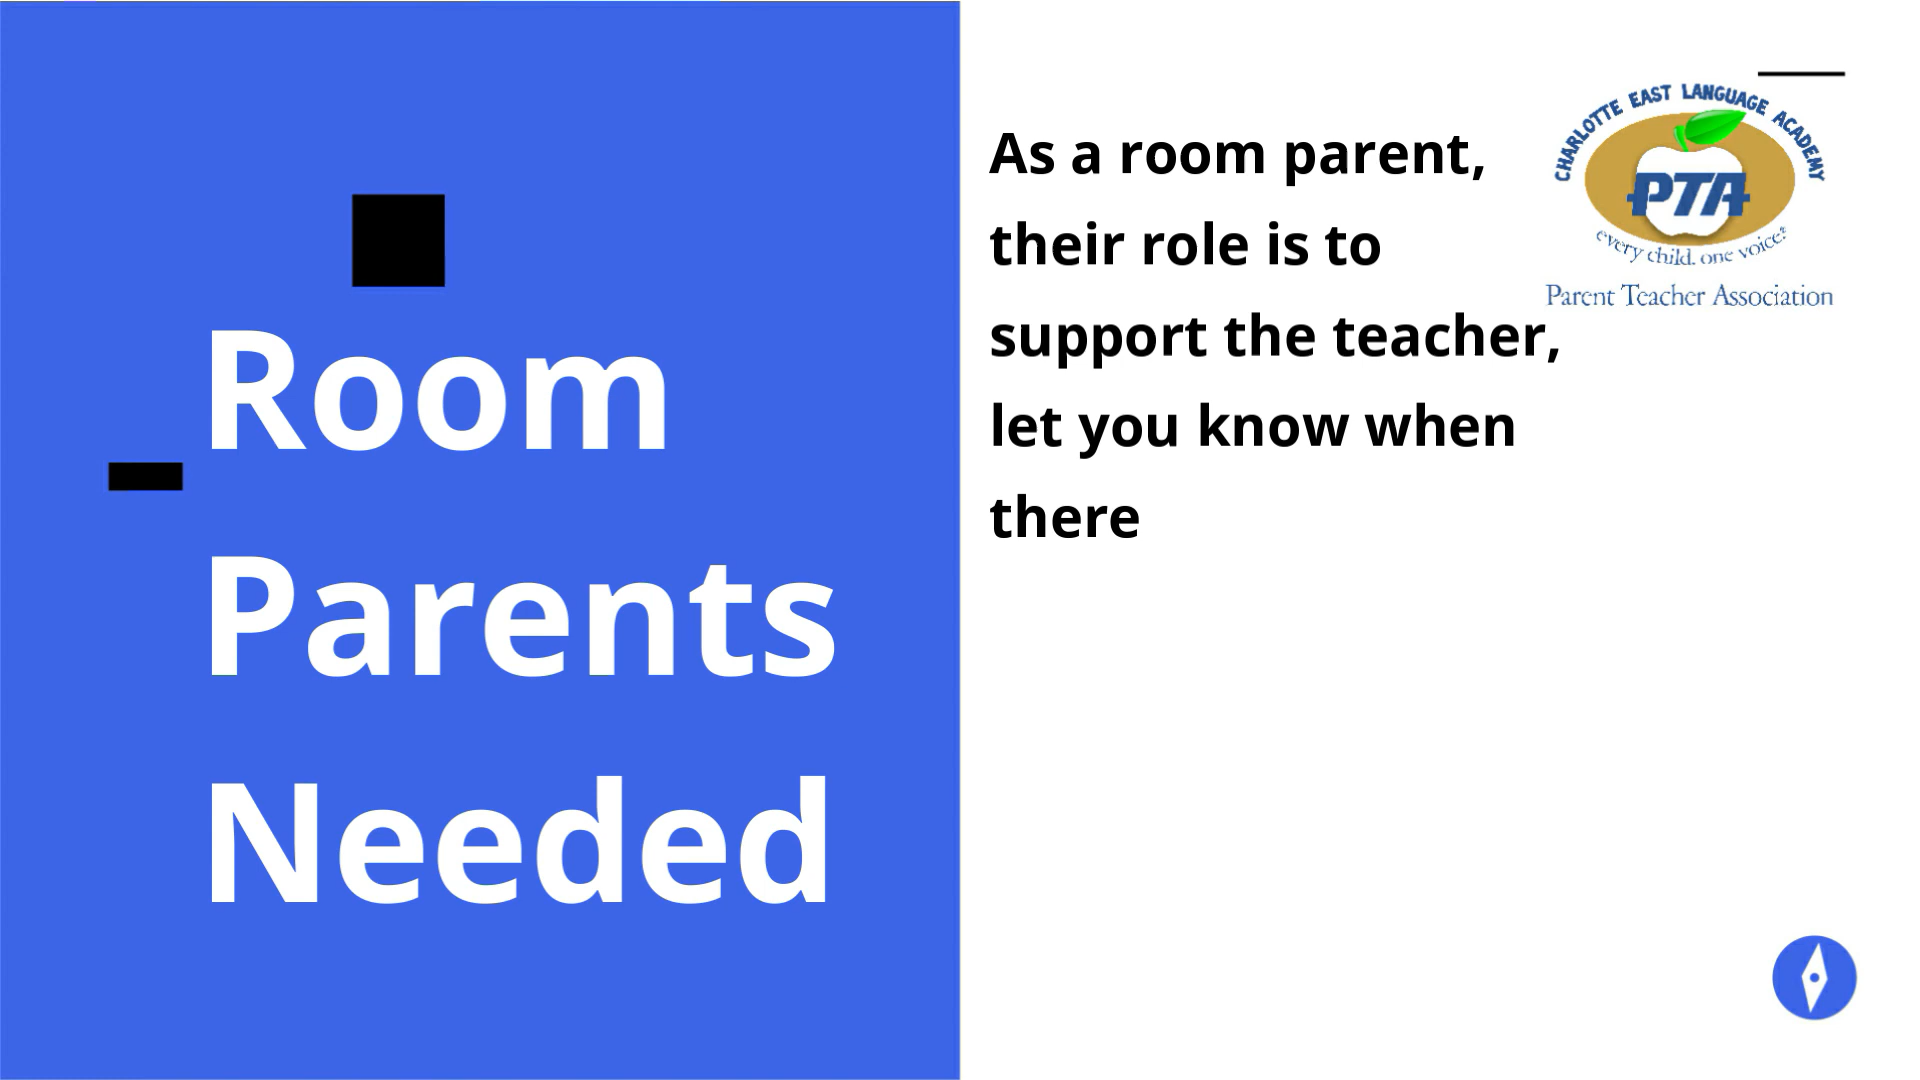 Room
Parents
Needed
As a room parent,
their role is to
support the teacher,
let you know when
there
CHARLOTTE EAST LANGUAGE ACADEMY
PTA
every child. one voice.®
Parent Teacher Association